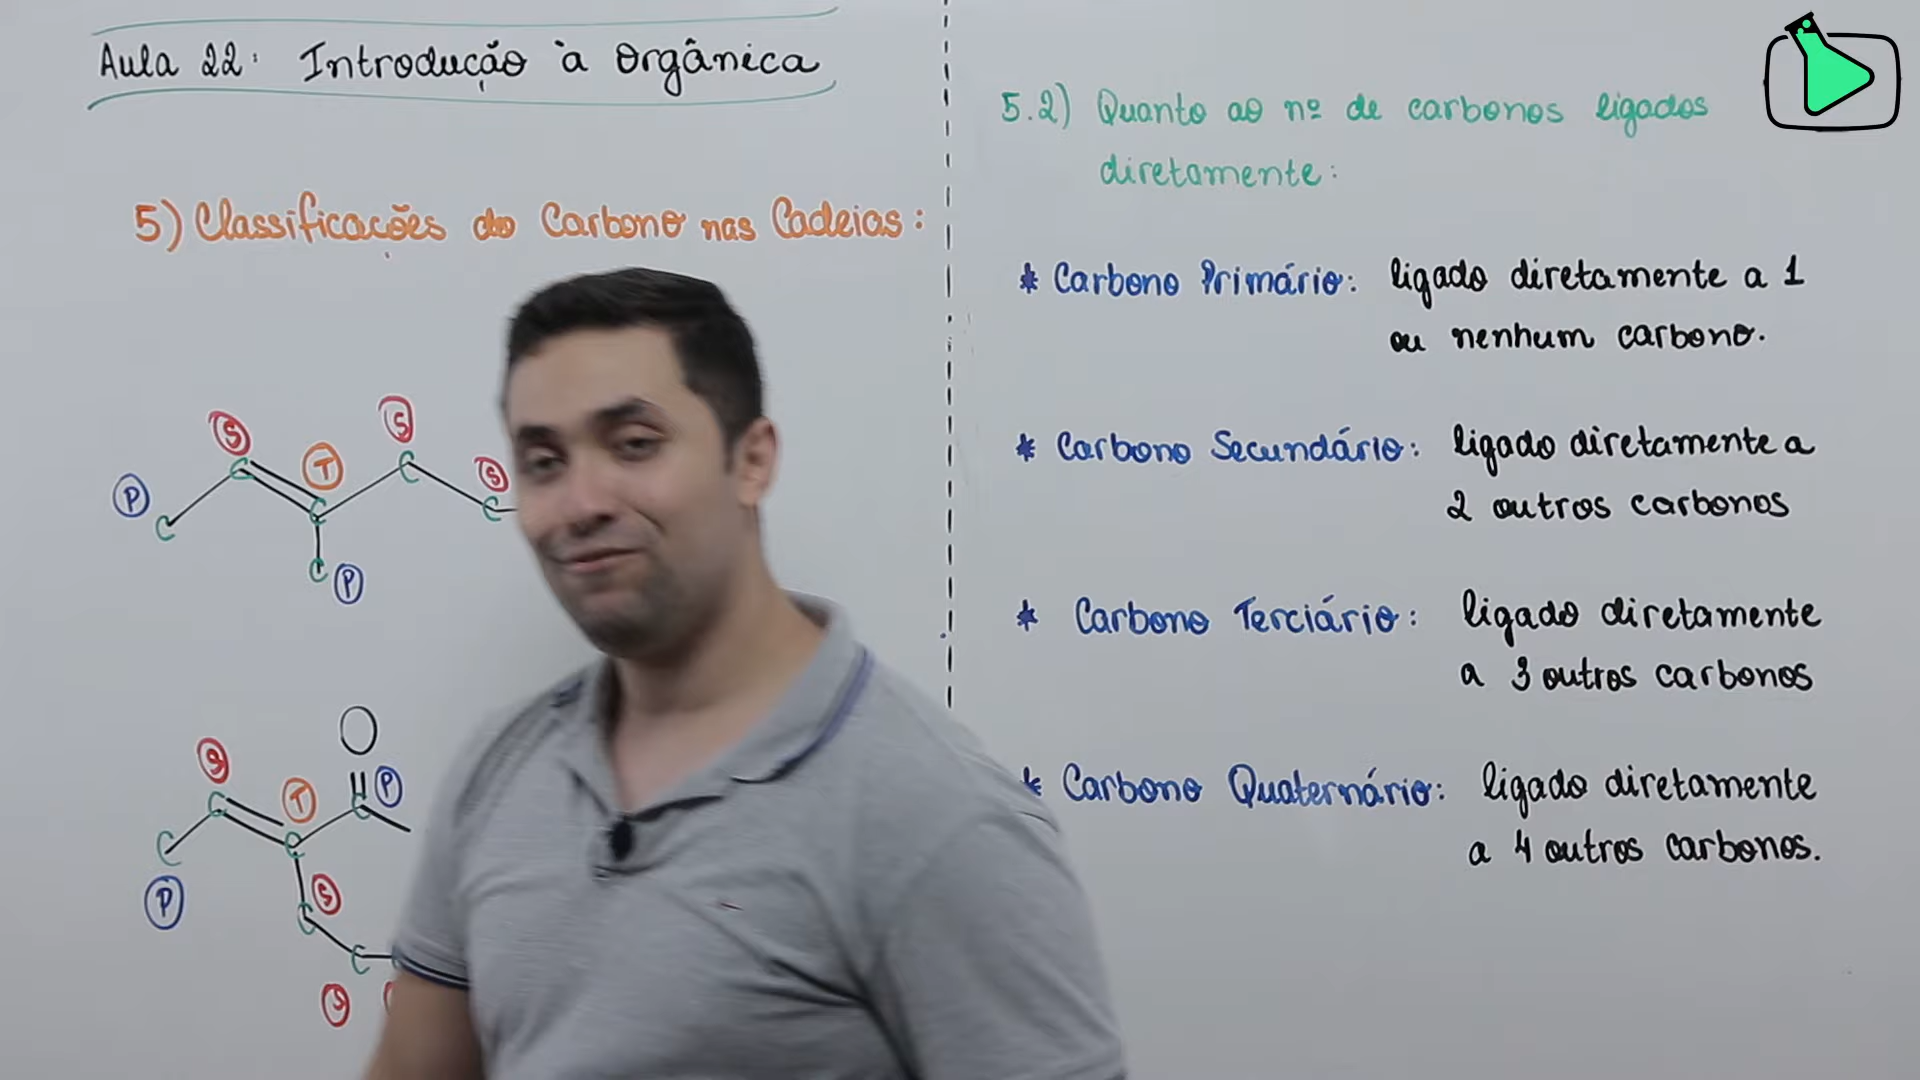 Aula 22: Introdução à Orgânica
5) Classificações do Carbono nas Cadeias:
S
S
T
S
P
C
C
C
C
C
C
P
O
S
T
P
C
C
C
C
P
S
C
C
S
5.2) Quanto ao nº de carbonos ligados
diretamente:
* Carbono Primário: ligado diretamente a 1
ou nenhum carbono.
* Carbono Secundário: ligado diretamente a
2 outros carbonos
* Carbono Terciário: ligado diretamente
a 3 outros carbonos
* Carbono Quaternário: ligado diretamente
a 4 outros carbonos.